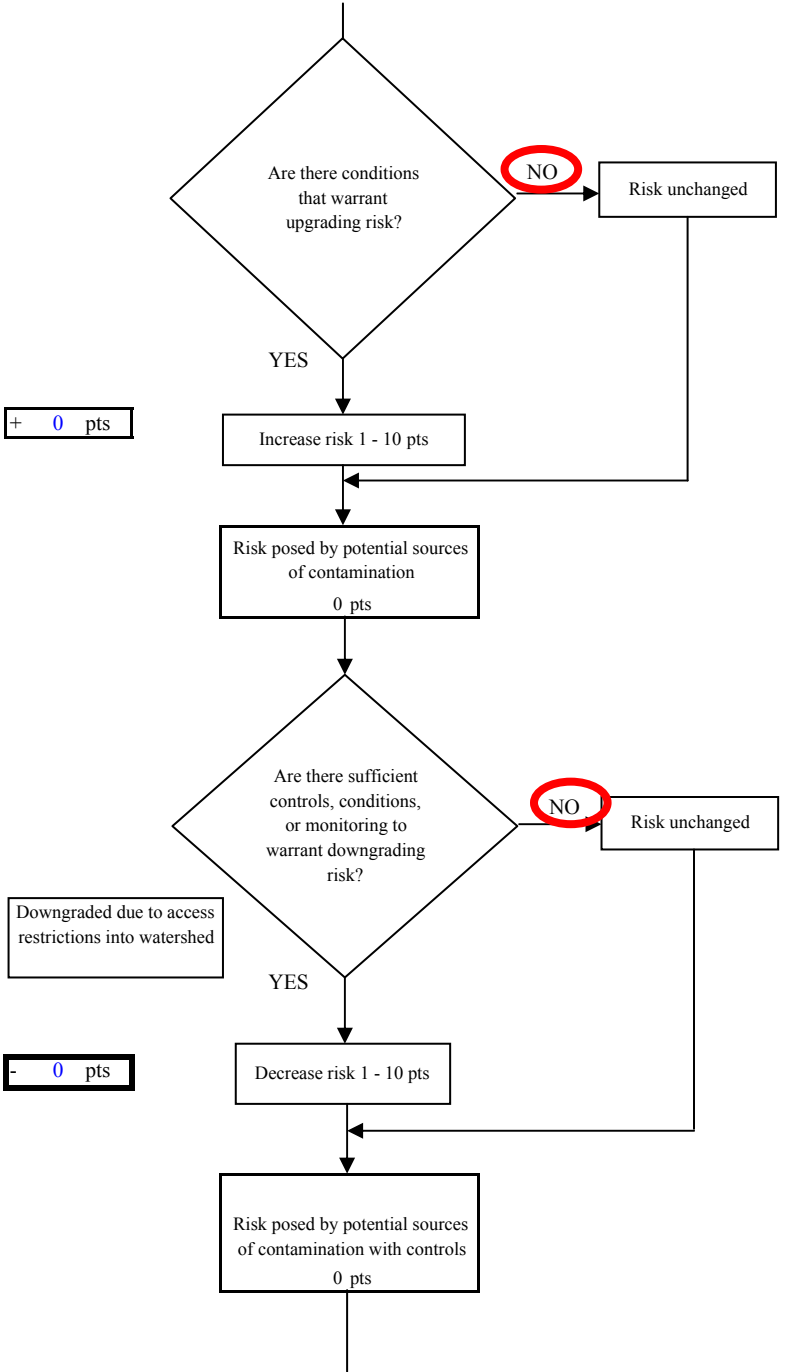 Are there conditions
that warrant
upgrading risk?
NO
Risk unchanged
YES
+ 0 pts
Increase risk 1 - 10 pts
Risk posed by potential sources
of contamination
0 pts
Are there sufficient
controls, conditions,
or monitoring to
warrant downgrading
risk?
NO
Risk unchanged
Downgraded due to access
restrictions into watershed
YES
- 0 pts
Decrease risk 1 - 10 pts
Risk posed by potential sources
of contamination with controls
0 pts